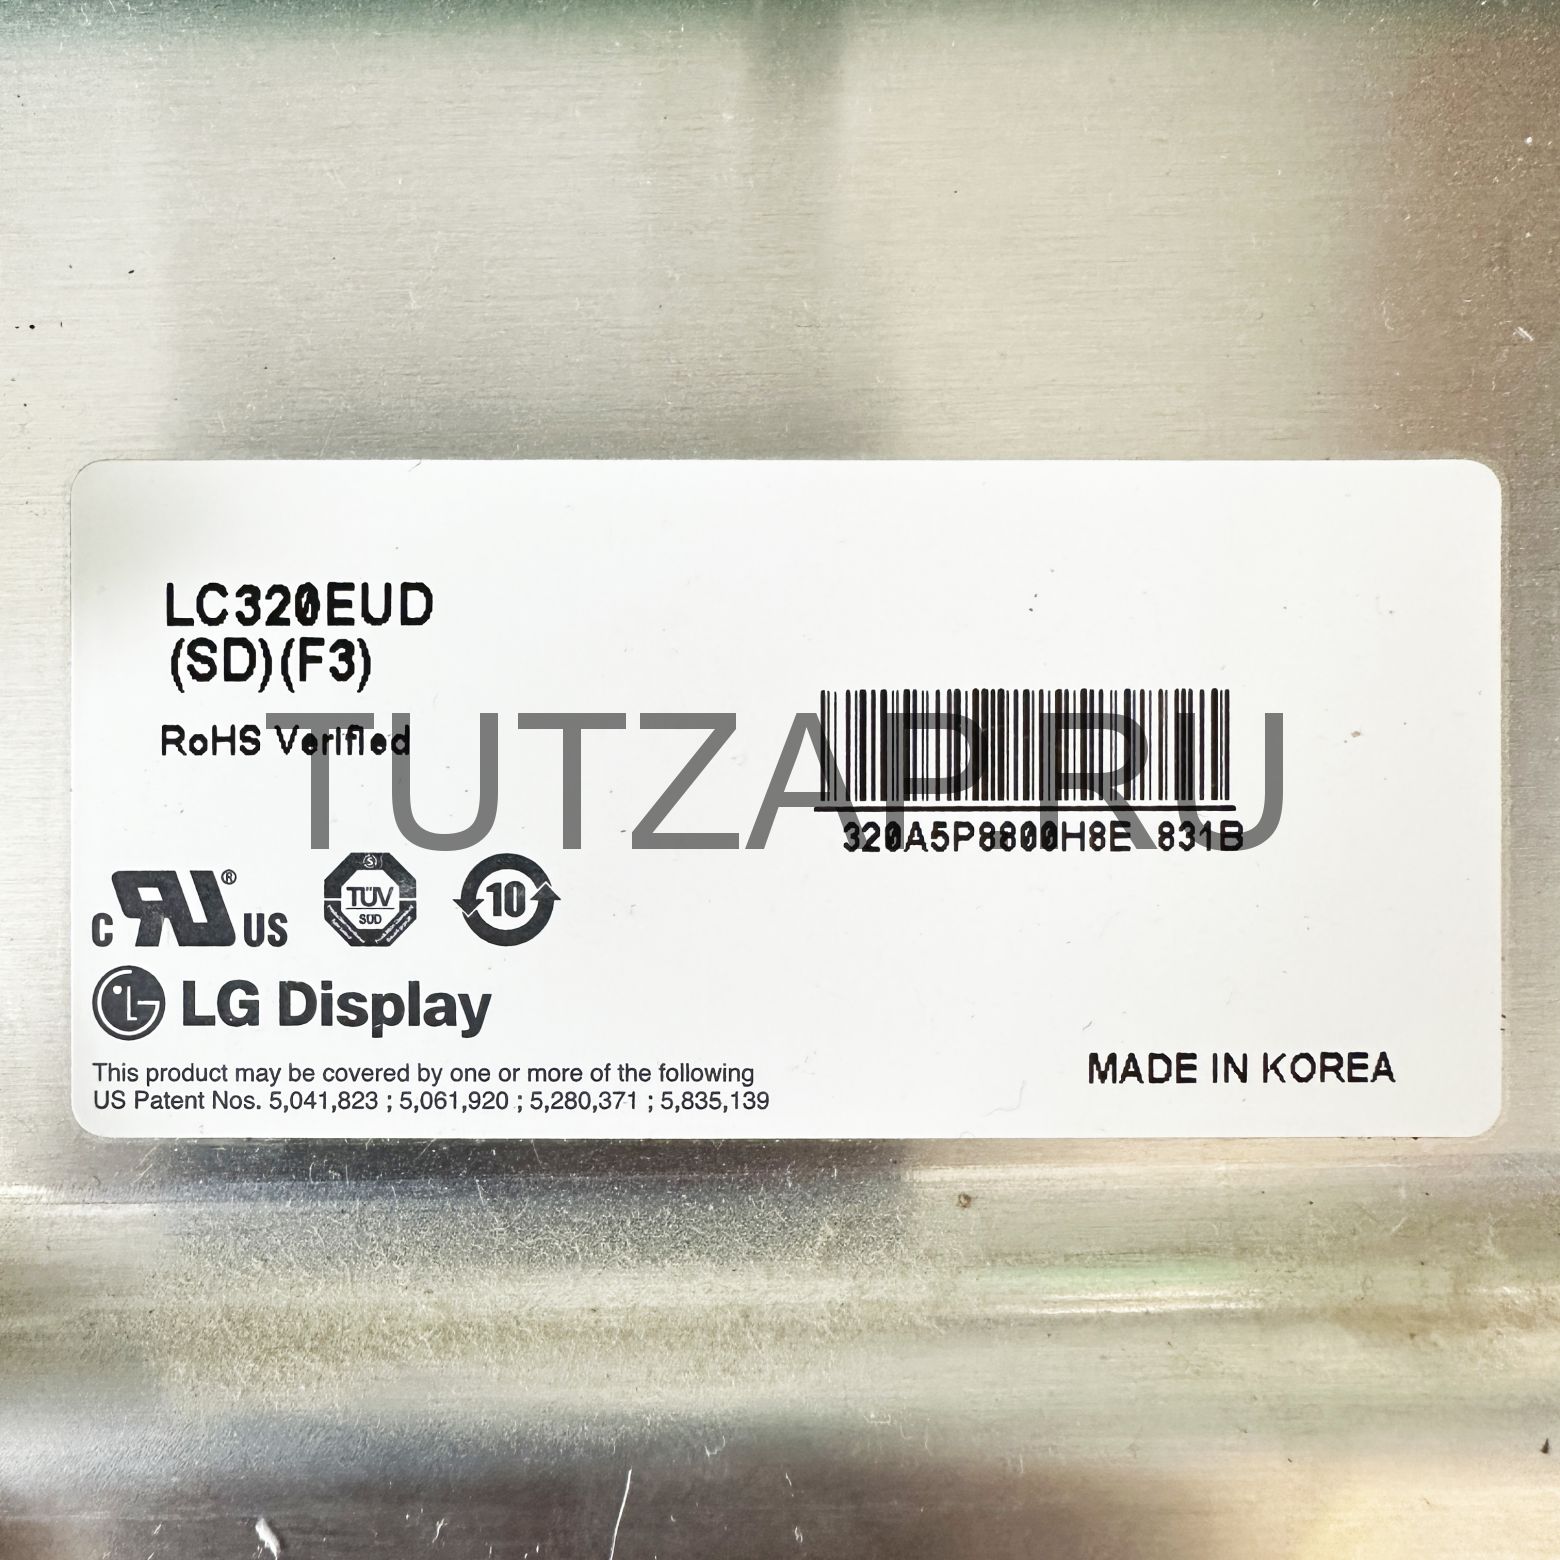 LC320EUD
(SD)(F3)
RoHS Verified
TUTZAP.RU
320A5P8800H8E 831B
C RU ® US
TÜV
SÜD
10
LG Display
This product may be covered by one or more of the following
US Patent Nos. 5,041,823 ; 5,061,920 ; 5,280,371 ; 5,835,139
MADE IN KOREA